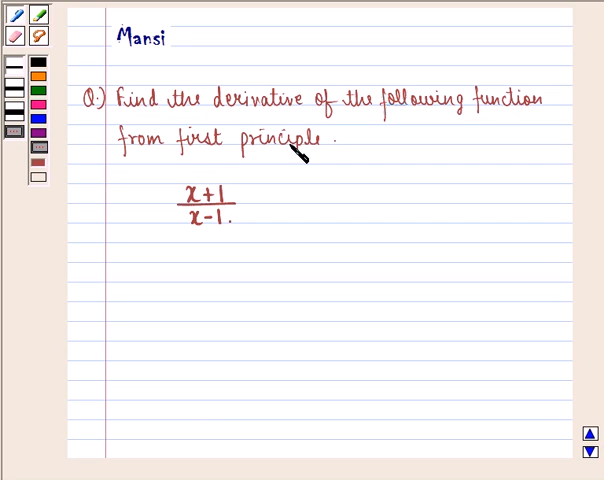 Mansi
Q.) Find the derivative of the following function
from first principle.
x+1
x-1.